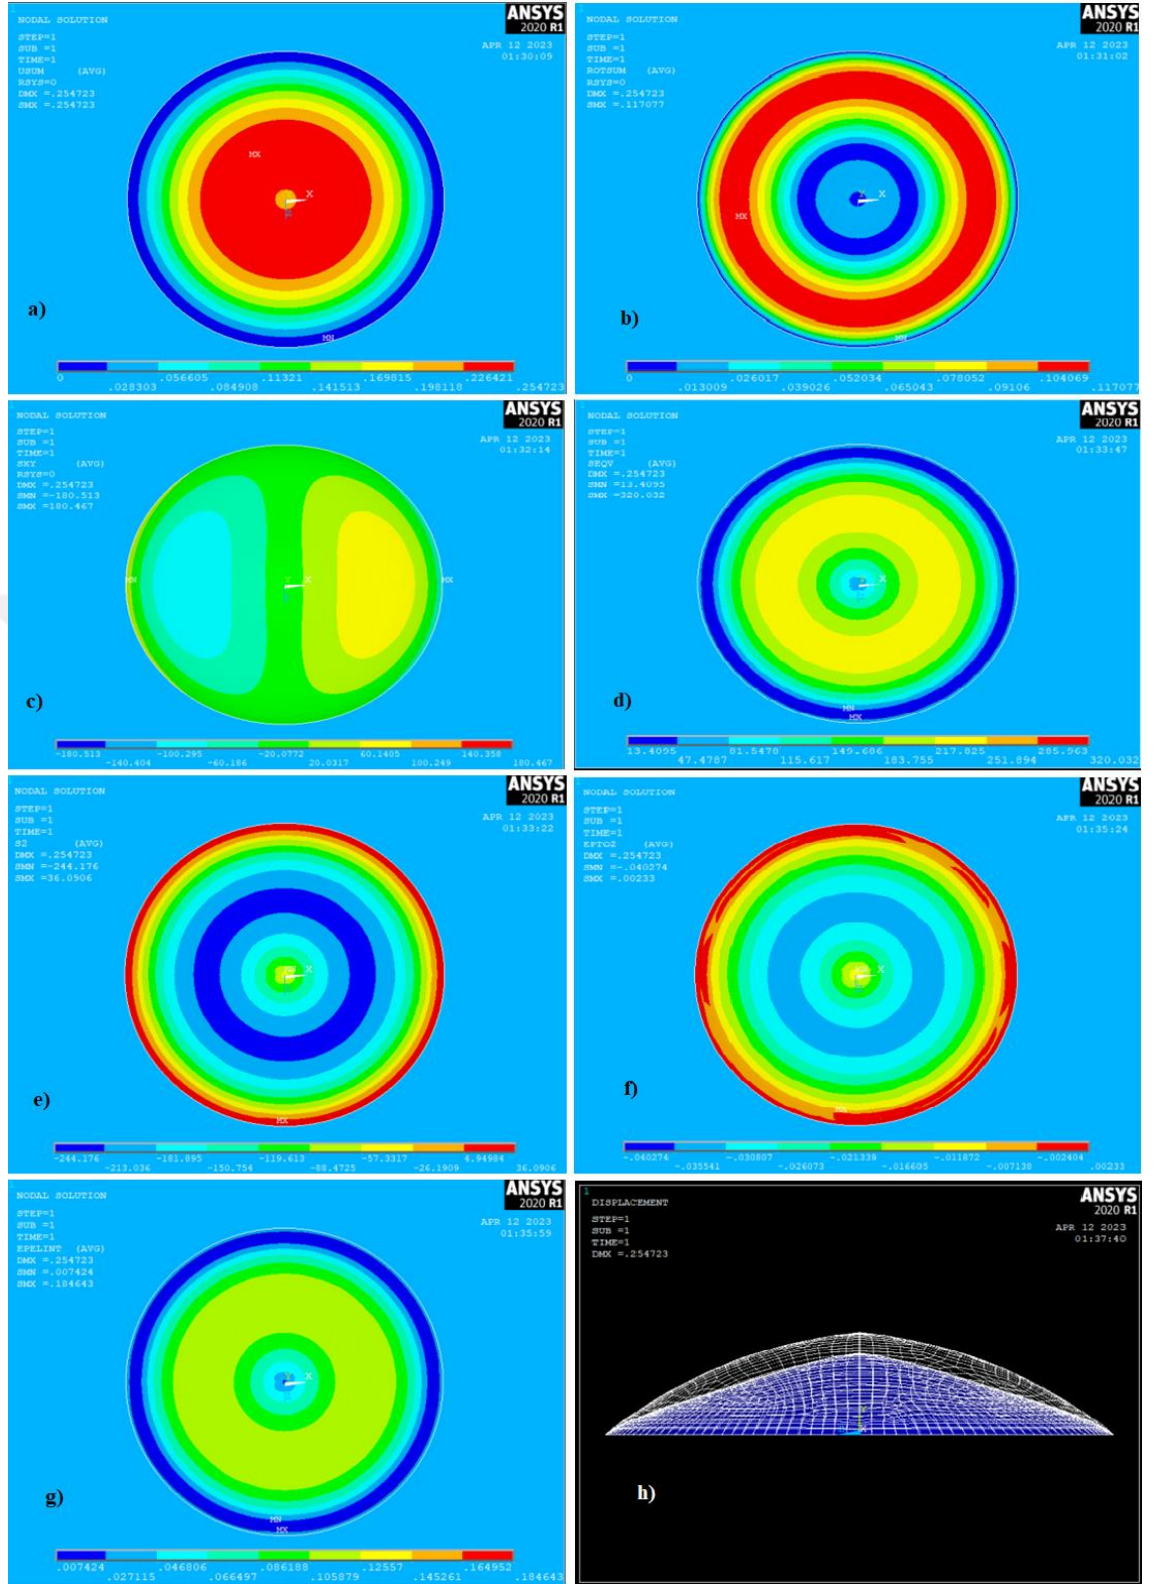 1
NODAL SOLUTION
STEP=1
SUB =1
TIME=1
USUM (AVG)
RSYS=0
DMX =.254723
SMX =.254723
ANSYS
2020 R1
APR 12 2023
01:30:09
MX
X
MN
a)
0 .028303 .056605 .084908 .11321 .141513 .169815 .198118 .226421 .254723
NODAL SOLUTION
STEP=1
SUB =1
TIME=1
ROTSUM (AVG)
RSYS=0
DMX =.254723
SMX =.117077
ANSYS
2020 R1
APR 12 2023
01:31:02
X
MX
MN
b)
0 .013009 .026017 .039026 .052034 .065043 .078052 .09106 .104069 .117077
NODAL SOLUTION
STEP=1
SUB =1
TIME=1
SXY (AVG)
RSYS=0
DMX =.254723
SMN =-180.513
SMX =180.467
ANSYS
2020 R1
APR 12 2023
01:32:14
MN
X
MX
c)
-180.513 -140.404 -100.295 -60.186 -20.0772 20.0317 60.1405 100.249 140.358 180.467
NODAL SOLUTION
STEP=1
SUB =1
TIME=1
SEQV (AVG)
DMX =.254723
SMN =13.4095
SMX =320.032
ANSYS
2020 R1
APR 12 2023
01:33:47
X
MN
MX
d)
13.4095 47.4787 81.5478 115.617 149.686 183.755 217.825 251.894 285.963 320.032
NODAL SOLUTION
STEP=1
SUB =1
TIME=1
S2 (AVG)
DMX =.254723
SMN =-244.176
SMX =36.0906
ANSYS
2020 R1
APR 12 2023
01:33:22
X
MX
e)
-244.176 -213.036 -181.895 -150.754 -119.613 -88.4725 -57.3317 -26.1909 4.94984 36.0906
NODAL SOLUTION
STEP=1
SUB =1
TIME=1
EPTO2 (AVG)
DMX =.254723
SMN =-.040274
SMX =.00233
ANSYS
2020 R1
APR 12 2023
01:35:24
X
MX
f)
-.040274 -.035541 -.030807 -.026073 -.021339 -.016605 -.011872 -.007138 -.002404 .00233
NODAL SOLUTION
STEP=1
SUB =1
TIME=1
EPELINT (AVG)
DMX =.254723
SMN =.007424
SMX =.184643
ANSYS
2020 R1
APR 12 2023
01:35:59
X
MN
MX
g)
.007424 .027115 .046806 .066497 .086188 .105879 .12557 .145261 .164952 .184643
1
DISPLACEMENT
STEP=1
SUB =1
TIME=1
DMX =.254723
ANSYS
2020 R1
APR 12 2023
01:37:40
h)